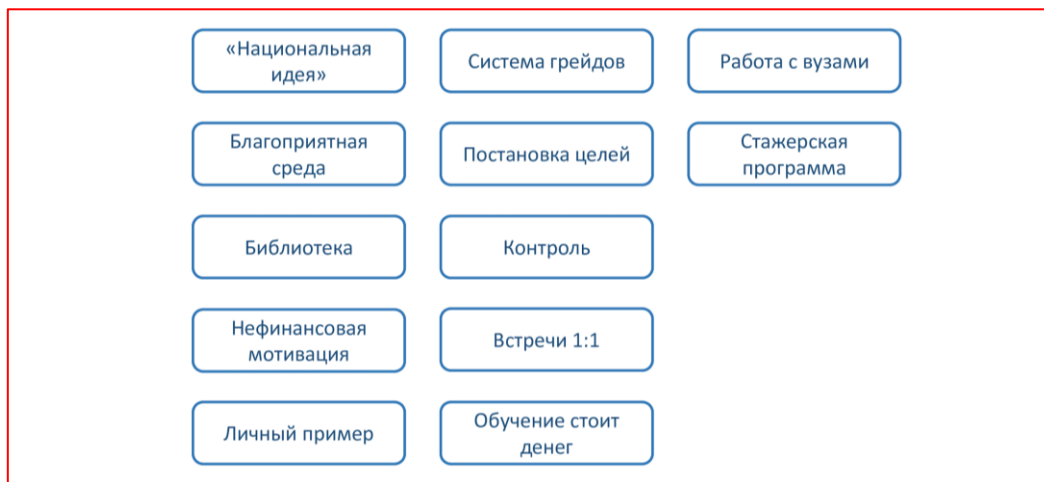 «Национальная
идея»
Система грейдов
Работа с вузами
Благоприятная
среда
Постановка целей
Стажерская
программа
Библиотека
Контроль
Нефинансовая
мотивация
Встречи 1:1
Личный пример
Обучение стоит
денег